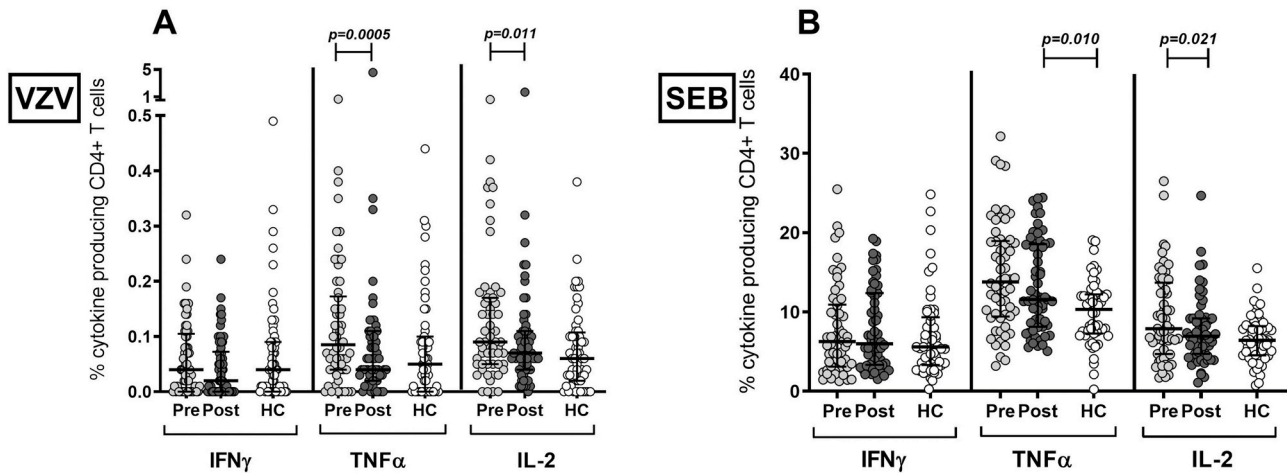 A
p=0.0005
p=0.011
VZV
% cytokine producing CD4+ T cells
5
1
0.5
0.4
0.3
0.2
0.1
0.0
Pre Post HC Pre Post HC Pre Post HC
IFNγ TNFα IL-2
B
p=0.010
p=0.021
SEB
% cytokine producing CD4+ T cells
40
30
20
10
0
Pre Post HC Pre Post HC Pre Post HC
IFNγ TNFα IL-2